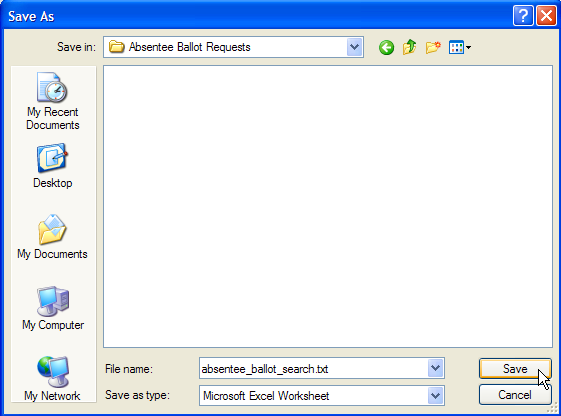 Save As
Save in:
Absentee Ballot Requests
My Recent
Documents
Desktop
My Documents
My Computer
My Network
File name:
absentee_ballot_search.txt
Save
Save as type:
Microsoft Excel Worksheet
Cancel